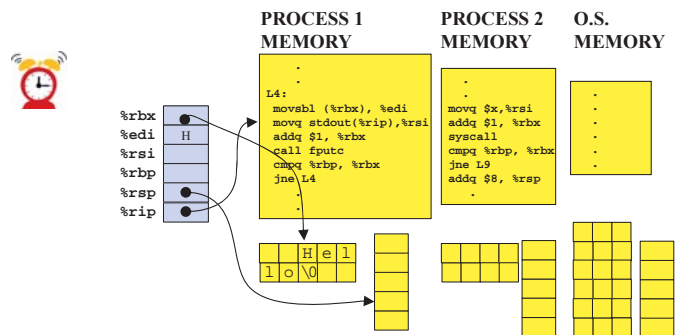 PROCESS 1 MEMORY
PROCESS 2 MEMORY
O.S. MEMORY
%rbx
%edi H
%rsi
%rbp
%rsp
%rip
.
.
L4:
movsbl (%rbx), %edi
movq stdout(%rip),%rsi
addq $1, %rbx
call fputc
cmpq %rbp, %rbx
jne L4
.
.
.
.
movq $x,%rsi
addq $1, %rbx
syscall
cmpq %rbp, %rbx
jne L9
addq $8, %rsp
.
.
.
.
.
.
.
H e l
l o \0